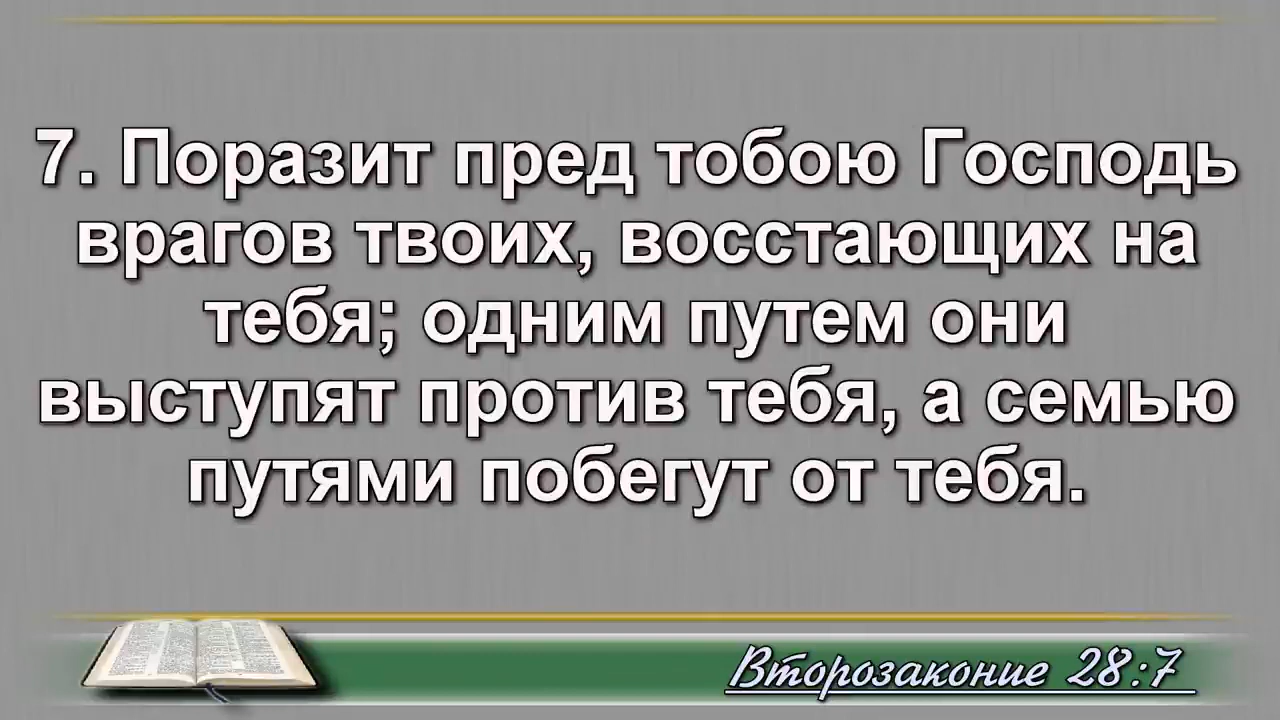 7. Поразит пред тобою Господь
врагов твоих, восстающих на
тебя; одним путем они
выступят против тебя, а семью
путями побегут от тебя.
Второзаконие 28:7